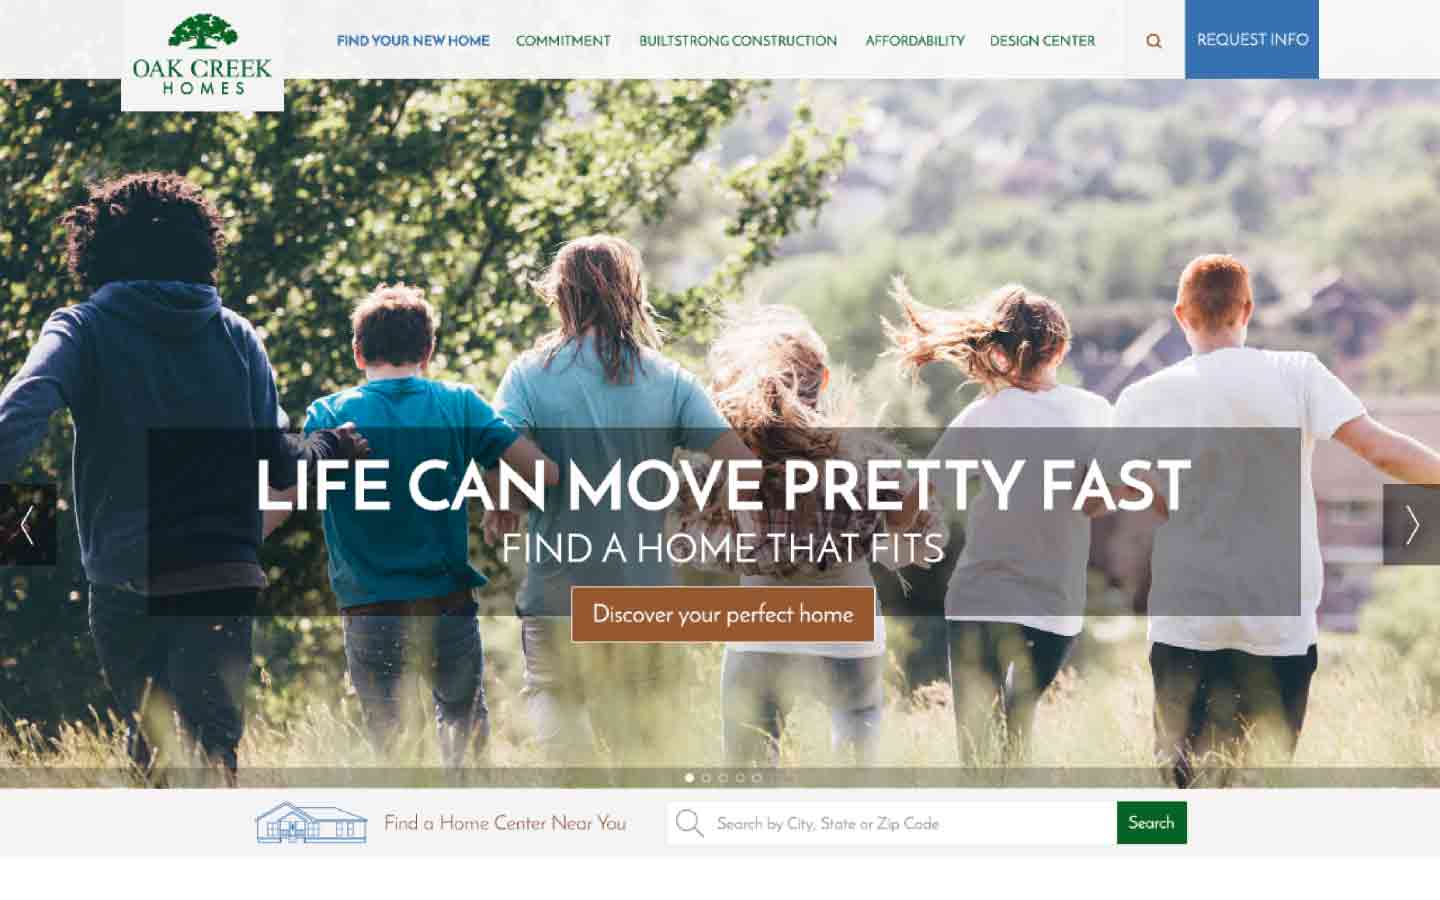 OAK CREEK
HOMES
FIND YOUR NEW HOME
COMMITMENT
BUILTSTRONG CONSTRUCTION
AFFORDABILITY
DESIGN CENTER
REQUEST INFO
LIFE CAN MOVE PRETTY FAST
FIND A HOME THAT FITS
Discover your perfect home
Find a Home Center Near You
Search by City, State or Zip Code
Search